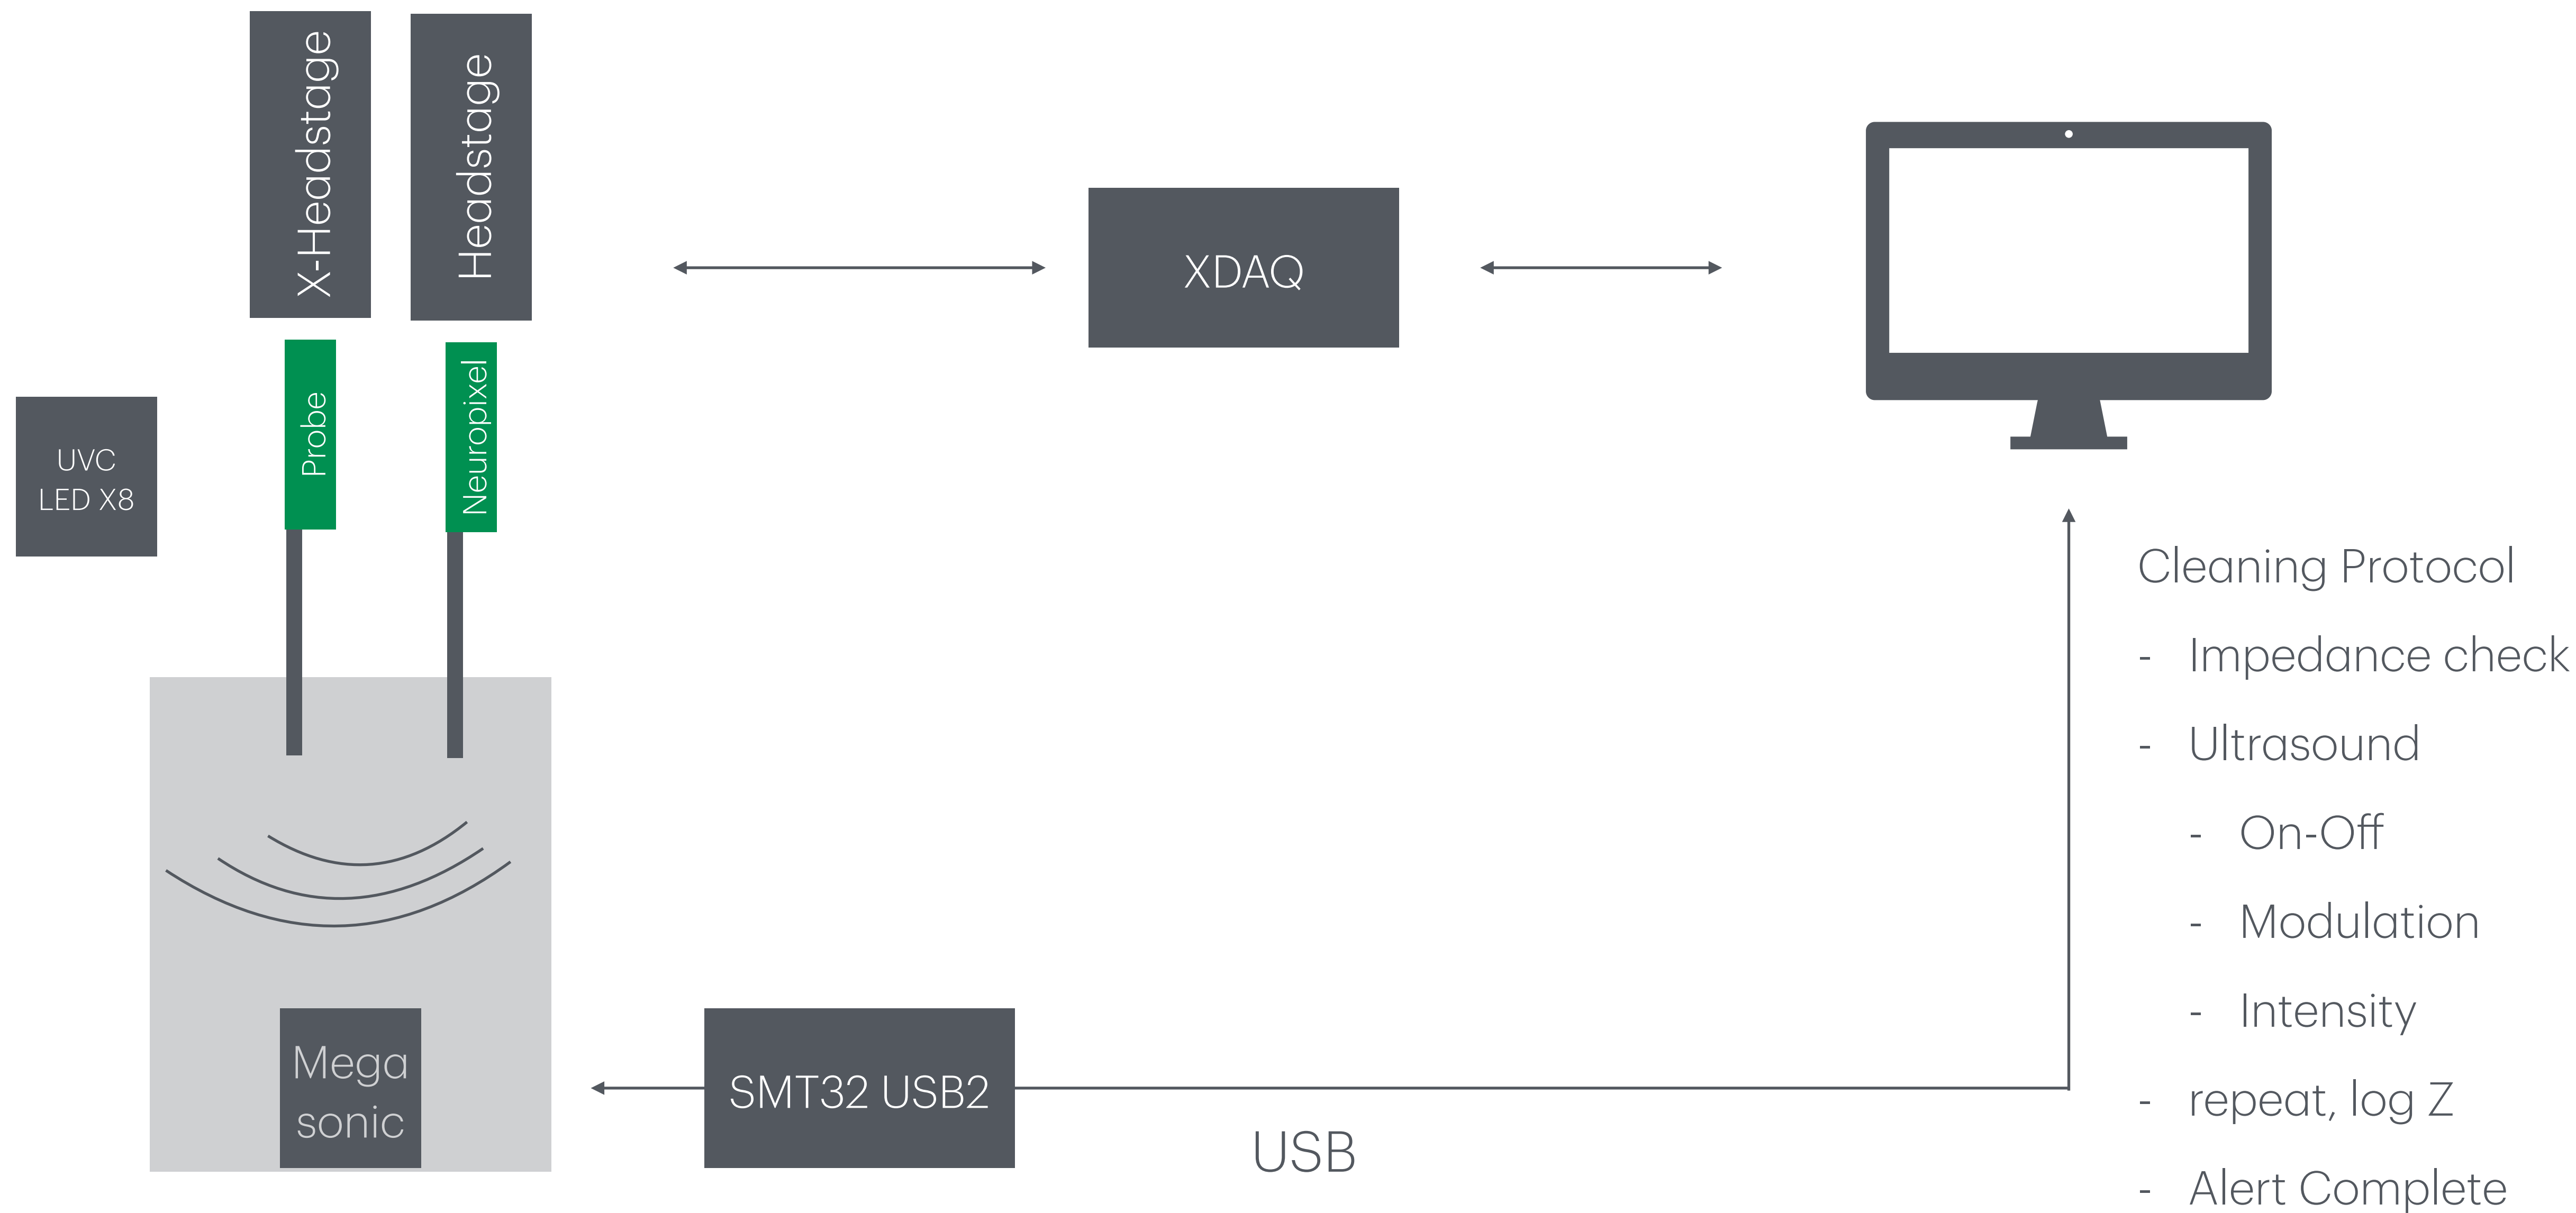 X-Headstage
Headstage
XDAQ
Probe
Neuropixel
UVC
LED X8
Mega
sonic
SMT32 USB2
USB
Cleaning Protocol
- Impedance check
- Ultrasound
- On-Off
- Modulation
- Intensity
- repeat, log Z
- Alert Complete